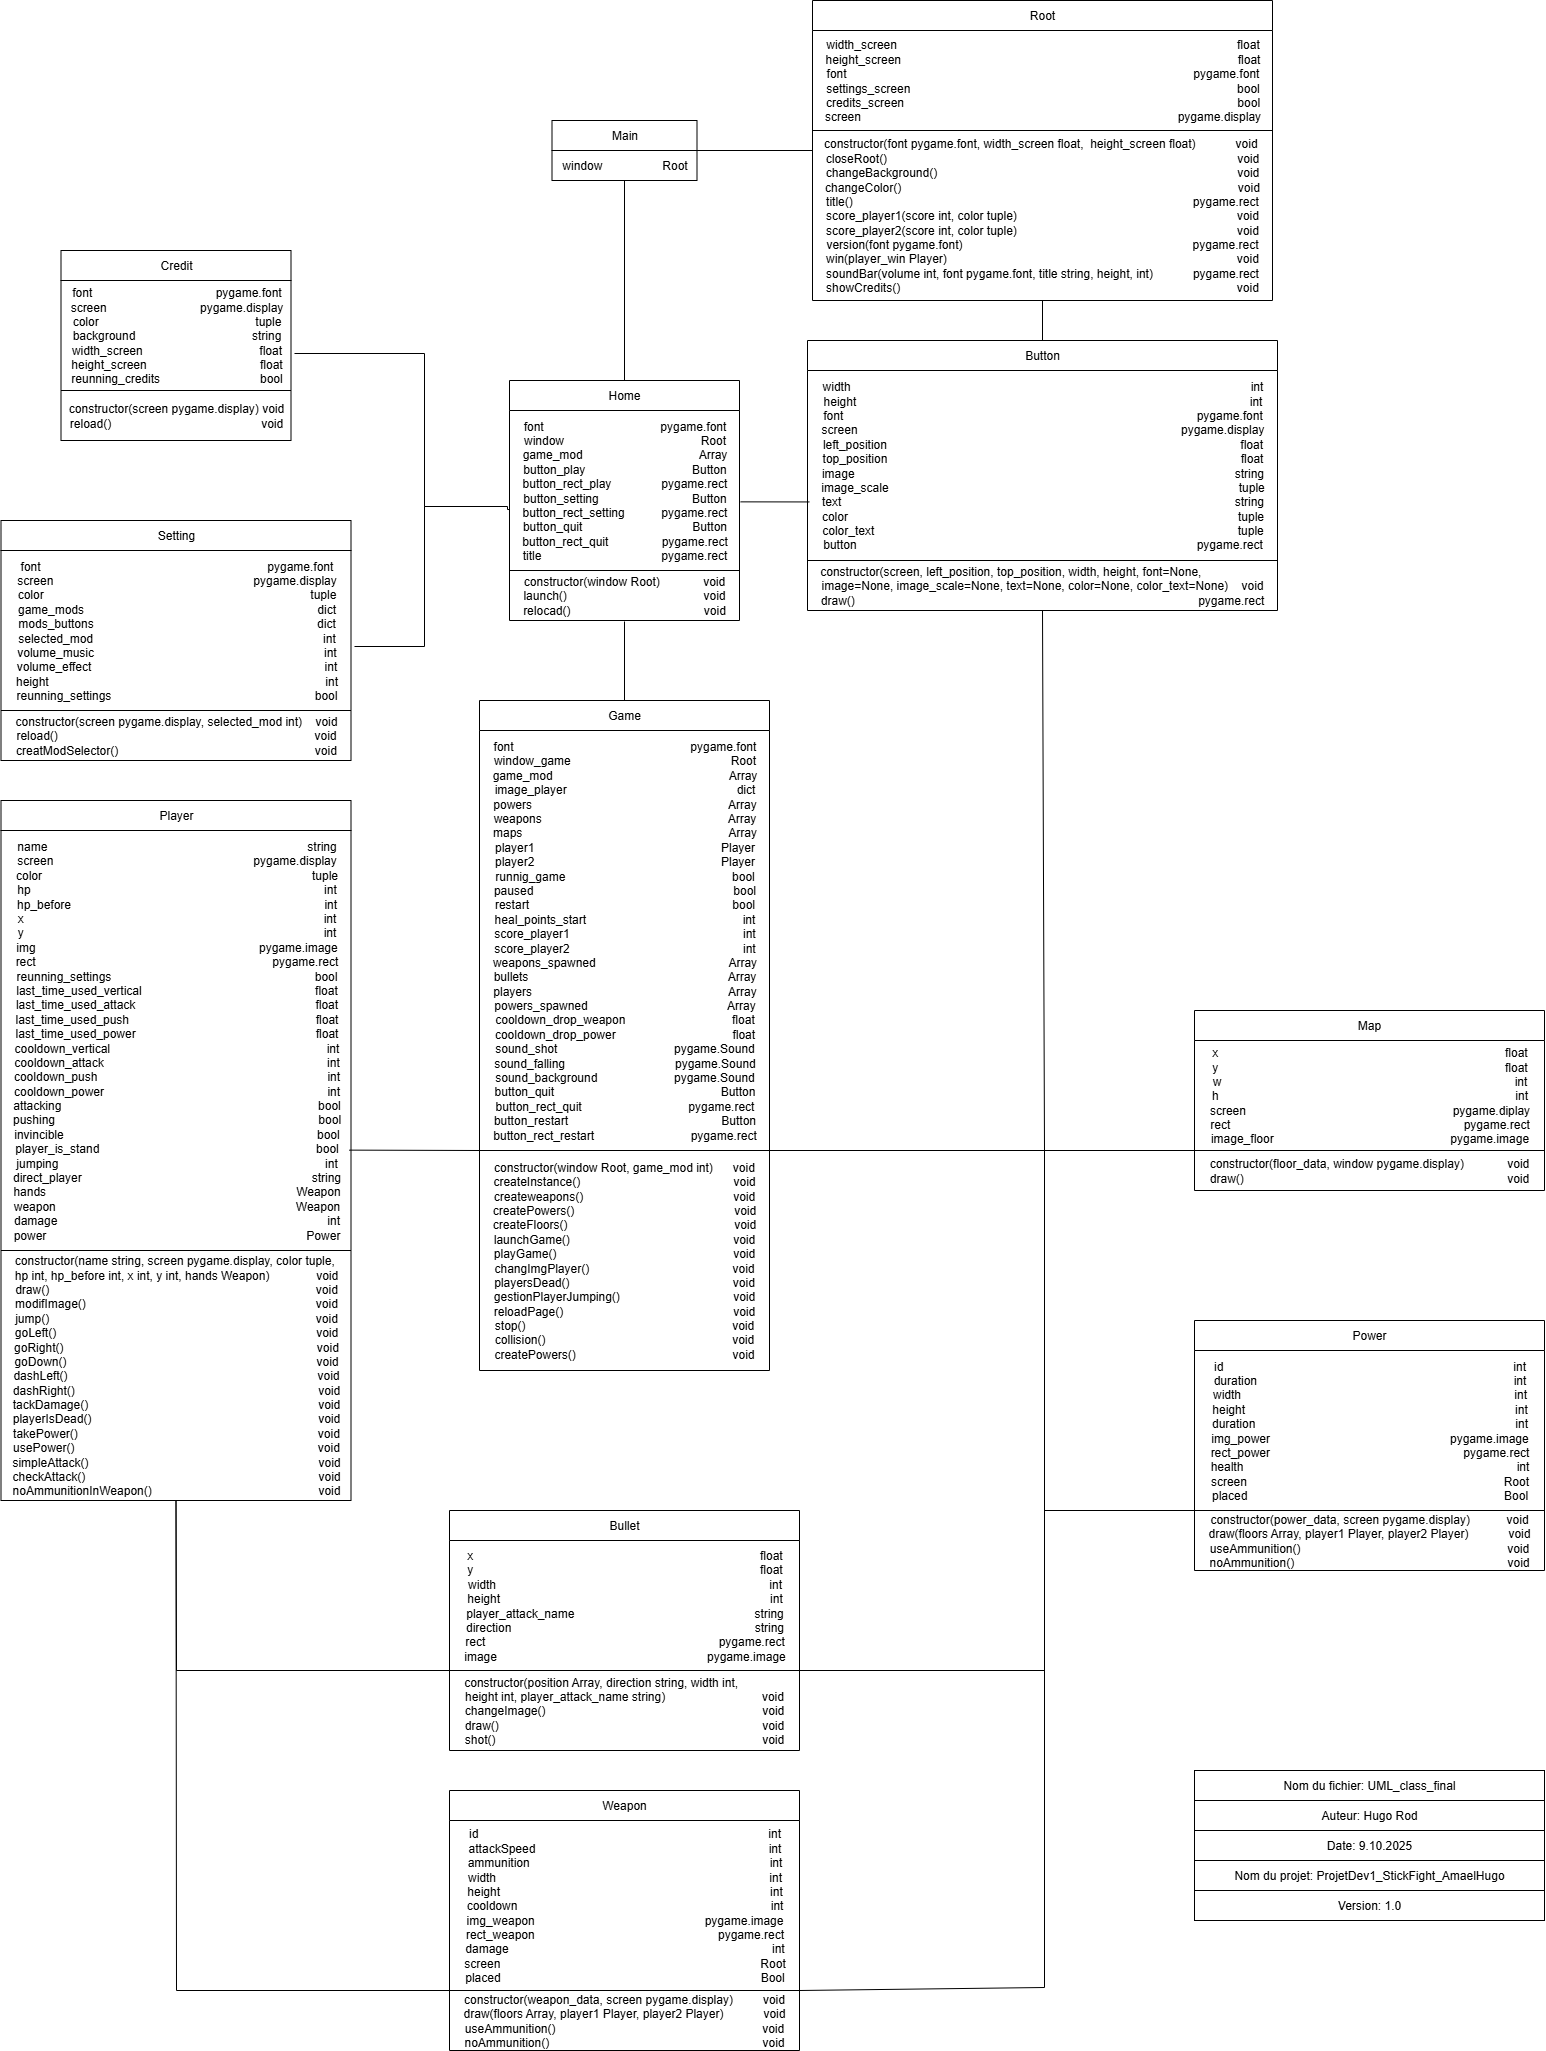 Root
width_screen float
height_screen float
font pygame.font
settings_screen bool
credits_screen bool
screen pygame.display
constructor(font pygame.font, width_screen float,  height_screen float) void
closeRoot() void
changeBackground() void
changeColor() void
title() pygame.rect
score_player1(score int, color tuple) void
score_player2(score int, color tuple) void
version(font pygame.font) pygame.rect
win(player_win Player) void
soundBar(volume int, font pygame.font, title string, height, int) pygame.rect
showCredits() void
Main
window Root
Credit
font pygame.font
screen pygame.display
color tuple
background string
width_screen float
height_screen float
reunning_credits bool
constructor(screen pygame.display) void
reload() void
Button
width int
height int
font pygame.font
screen pygame.display
left_position float
top_position float
image string
image_scale tuple
text string
color tuple
color_text tuple
button pygame.rect
constructor(screen, left_position, top_position, width, height, font=None,
image=None, image_scale=None, text=None, color=None, color_text=None) void
draw() pygame.rect
Home
font pygame.font
window Root
game_mod Array
button_play Button
button_rect_play pygame.rect
button_setting Button
button_rect_setting pygame.rect
button_quit Button
button_rect_quit pygame.rect
title pygame.rect
constructor(window Root) void
launch() void
relocad() void
Setting
font pygame.font
screen pygame.display
color tuple
game_mods dict
mods_buttons dict
selected_mod int
volume_music int
volume_effect int
height int
reunning_settings bool
constructor(screen pygame.display, selected_mod int) void
reload() void
creatModSelector() void
Game
font pygame.font
window_game Root
game_mod Array
image_player dict
powers Array
weapons Array
maps Array
player1 Player
player2 Player
runnig_game bool
paused bool
restart bool
heal_points_start int
score_player1 int
score_player2 int
weapons_spawned Array
bullets Array
players Array
powers_spawned Array
cooldown_drop_weapon float
cooldown_drop_power float
sound_shot pygame.Sound
sound_falling pygame.Sound
sound_background pygame.Sound
button_quit Button
button_rect_quit pygame.rect
button_restart Button
button_rect_restart pygame.rect
constructor(window Root, game_mod int) void
createInstance() void
createweapons() void
createPowers() void
createFloors() void
launchGame() void
playGame() void
changImgPlayer() void
playersDead() void
gestionPlayerJumping() void
reloadPage() void
stop() void
collision() void
createPowers() void
Player
name string
screen pygame.display
color tuple
hp int
hp_before int
x int
y int
img pygame.image
rect pygame.rect
reunning_settings bool
last_time_used_vertical float
last_time_used_attack float
last_time_used_push float
last_time_used_power float
cooldown_vertical int
cooldown_attack int
cooldown_push int
cooldown_power int
attacking bool
pushing bool
invincible bool
player_is_stand bool
jumping int
direct_player string
hands Weapon
weapon Weapon
damage int
power Power
constructor(name string, screen pygame.display, color tuple,
hp int, hp_before int, x int, y int, hands Weapon) void
draw() void
modifImage() void
jump() void
goLeft() void
goRight() void
goDown() void
dashLeft() void
dashRight() void
tackDamage() void
playerIsDead() void
takePower() void
usePower() void
simpleAttack() void
checkAttack() void
noAmmunitionInWeapon() void
Map
x float
y float
w int
h int
screen pygame.diplay
rect pygame.rect
image_floor pygame.image
constructor(floor_data, window pygame.display) void
draw() void
Power
id int
duration int
width int
height int
duration int
img_power pygame.image
rect_power pygame.rect
health int
screen Root
placed Bool
constructor(power_data, screen pygame.display) void
draw(floors Array, player1 Player, player2 Player) void
useAmmunition() void
noAmmunition() void
Bullet
x float
y float
width int
height int
player_attack_name string
direction string
rect pygame.rect
image pygame.image
constructor(position Array, direction string, width int,
height int, player_attack_name string) void
changeImage() void
draw() void
shot() void
Weapon
id int
attackSpeed int
ammunition int
width int
height int
cooldown int
img_weapon pygame.image
rect_weapon pygame.rect
damage int
screen Root
placed Bool
constructor(weapon_data, screen pygame.display) void
draw(floors Array, player1 Player, player2 Player) void
useAmmunition() void
noAmmunition() void
Nom du fichier: UML_class_final
Auteur: Hugo Rod
Date: 9.10.2025
Nom du projet: ProjetDev1_StickFight_AmaelHugo
Version: 1.0